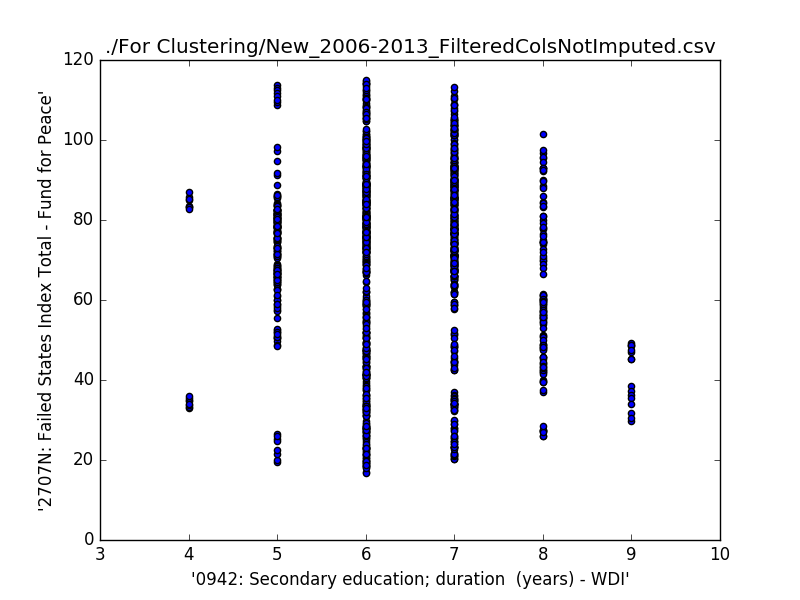 ./For Clustering/New_2006-2013_FilteredColsNotImputed.csv
'2707N: Failed States Index Total - Fund for Peace'
120
100
80
60
40
20
0
3 4 5 6 7 8 9 10
'0942: Secondary education; duration  (years) - WDI'